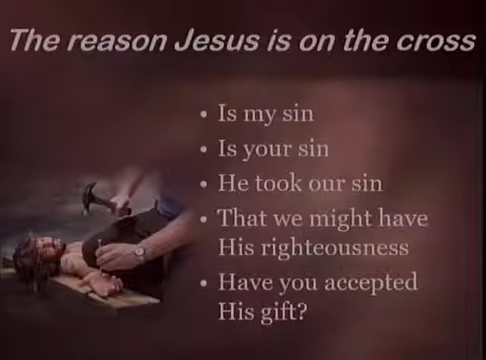 The reason Jesus is on the cross
• Is my sin
• Is your sin
• He took our sin
• That we might have
His righteousness
• Have you accepted
His gift?